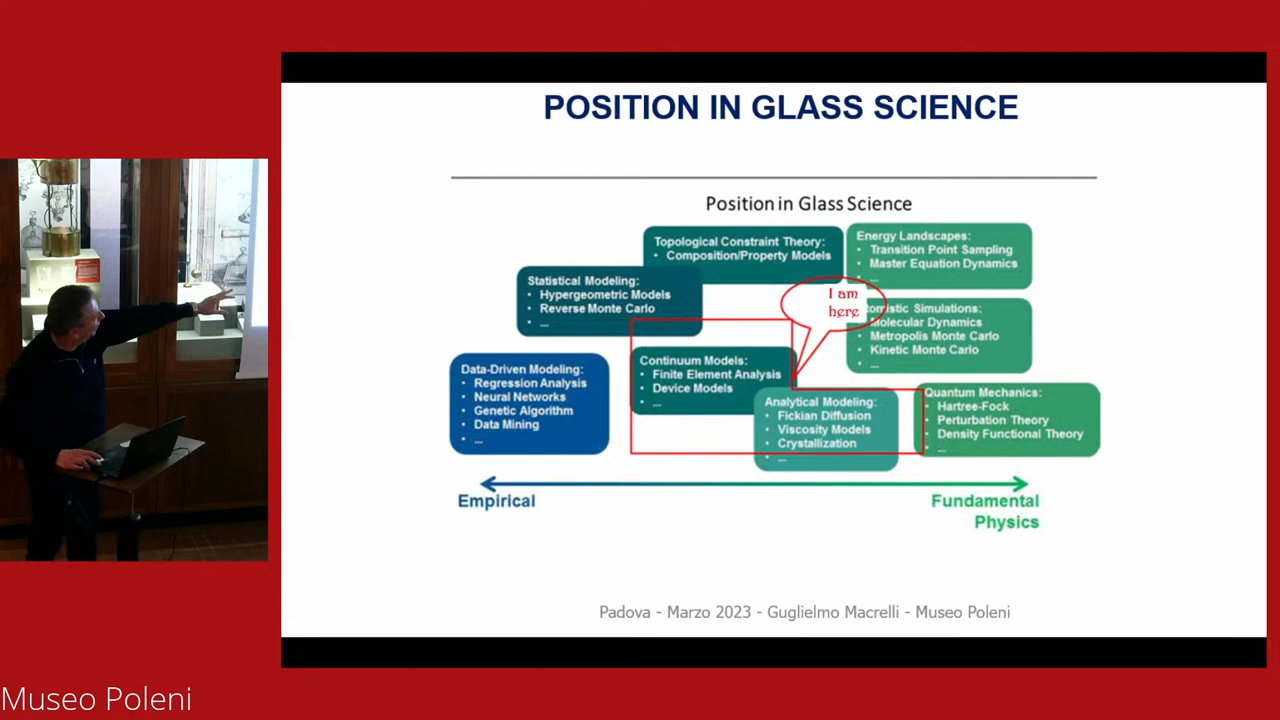 POSITION IN GLASS SCIENCE
Position in Glass Science
Topological Constraint Theory:
• Composition/Property Models
Energy Landscapes:
• Transition Point Sampling
• Master Equation Dynamics
• ...
Statistical Modeling:
• Hypergeometric Models
• Reverse Monte Carlo
• ...
I am
here
tomistic Simulations:
Molecular Dynamics
• Metropolis Monte Carlo
• Kinetic Monte Carlo
• ...
Data-Driven Modeling:
• Regression Analysis
• Neural Networks
• Genetic Algorithm
• Data Mining
• ...
Continuum Models:
• Finite Element Analysis
• Device Models
• ...
Analytical Modeling:
• Fickian Diffusion
• Viscosity Models
• Crystallization
• ...
Quantum Mechanics:
• Hartree-Fock
• Perturbation Theory
• Density Functional Theory
• ...
Empirical
Fundamental
Physics
Padova - Marzo 2023 - Guglielmo Macrelli - Museo Poleni
Museo Poleni